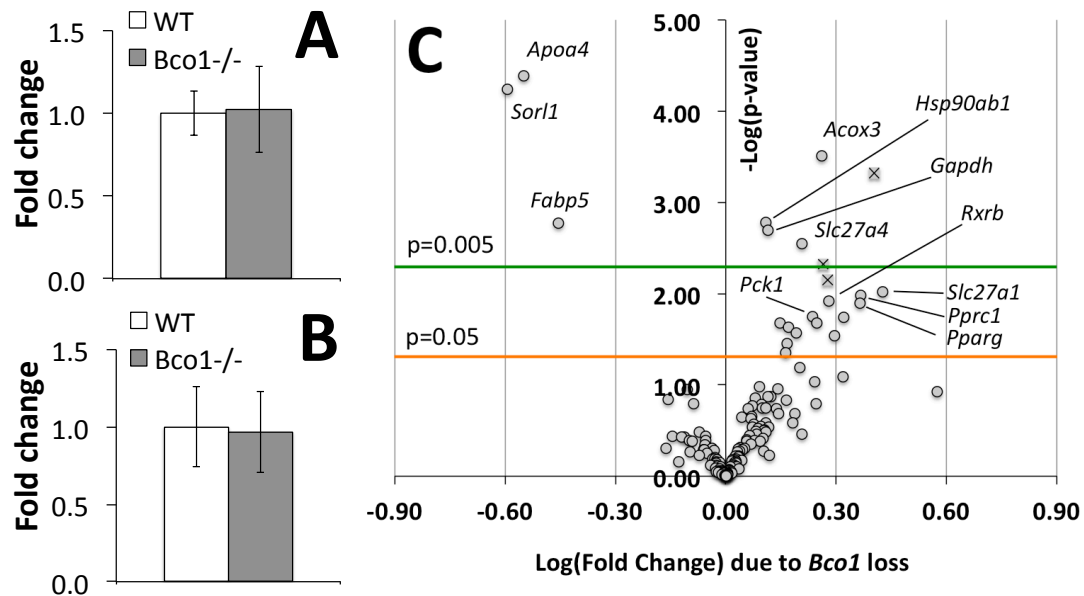 A
WT
Bco1-/-
Fold change
1.5
1.0
0.5
0.0
B
WT
Bco1-/-
Fold change
1.5
1.0
0.5
0.0
C
-Log(p-value)
5.00
4.00
3.00
2.00
1.00
0.00
Apoa4
Sorl1
Fabp5
Acox3
Hsp90ab1
Gapdh
Slc27a4
Rxrb
p=0.005
Pck1
Slc27a1
Pprc1
Pparg
p=0.05
-0.90 -0.60 -0.30 0.00 0.30 0.60 0.90
Log(Fold Change) due to Bco1 loss